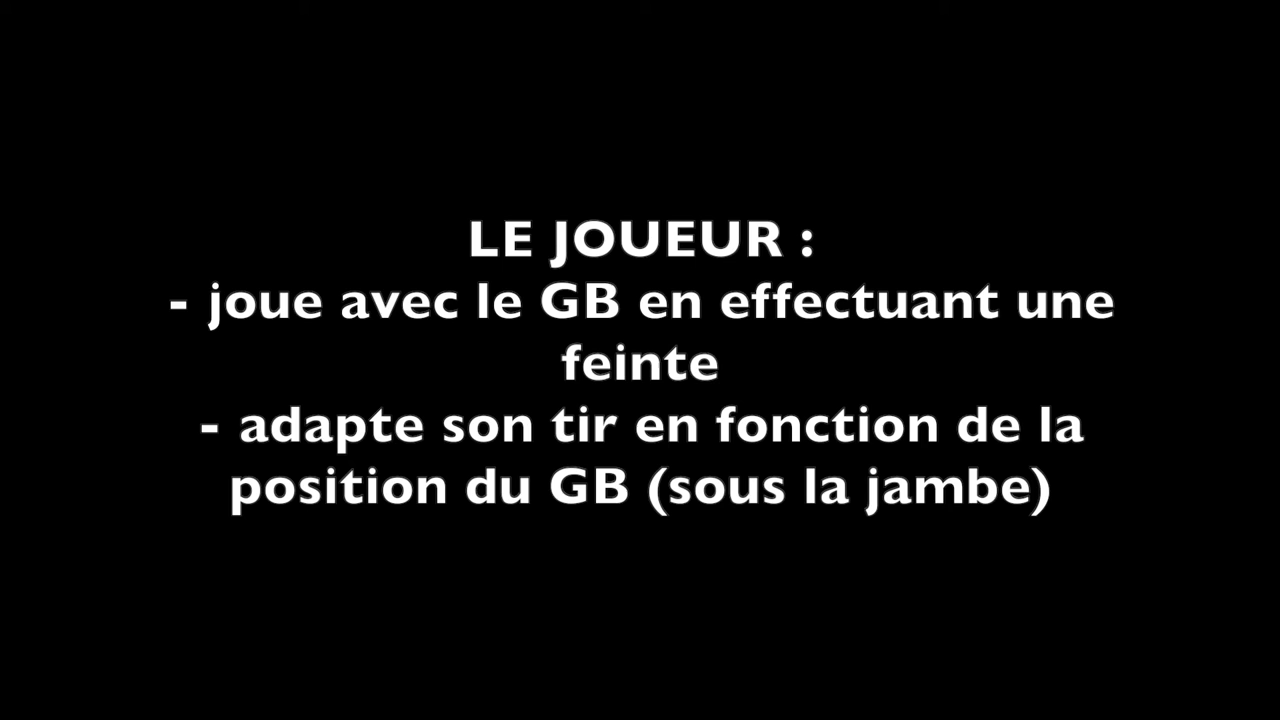 LE JOUEUR :
- joue avec le GB en effectuant une
feinte
- adapte son tir en fonction de la
position du GB (sous la jambe)